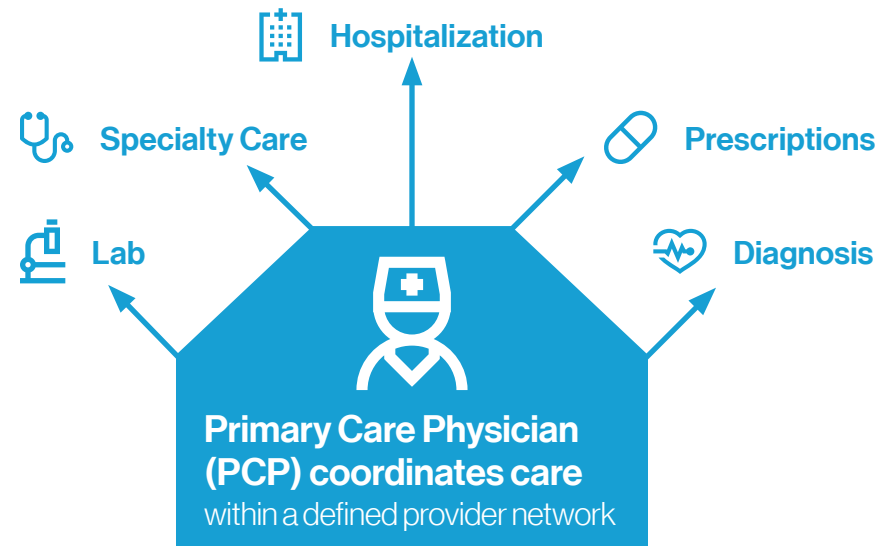 Hospitalization
Specialty Care
Prescriptions
Lab
Diagnosis
Primary Care Physician
(PCP) coordinates care
within a defined provider network